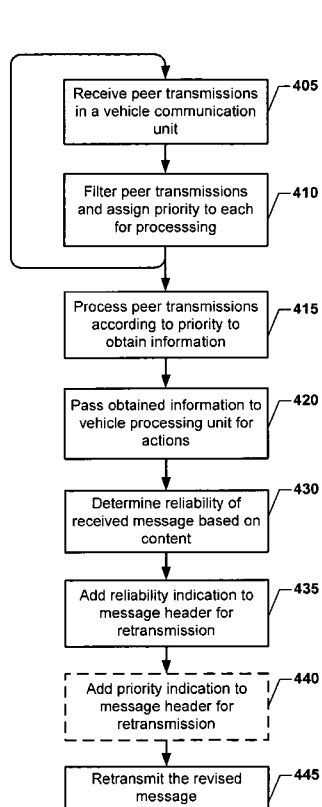 Receive peer transmissions
in a vehicle communication
unit
405
Filter peer transmissions
and assign priority to each
for processsing
410
Process peer transmissions
according to priority to
obtain information
415
Pass obtained information to
vehicle processing unit for
actions
420
Determine reliability of
received message based on
content
430
Add reliability indication to
message header for
retransmission
435
Add priority indication to
message header for
retransmission
440
Retransmit the revised
message
445